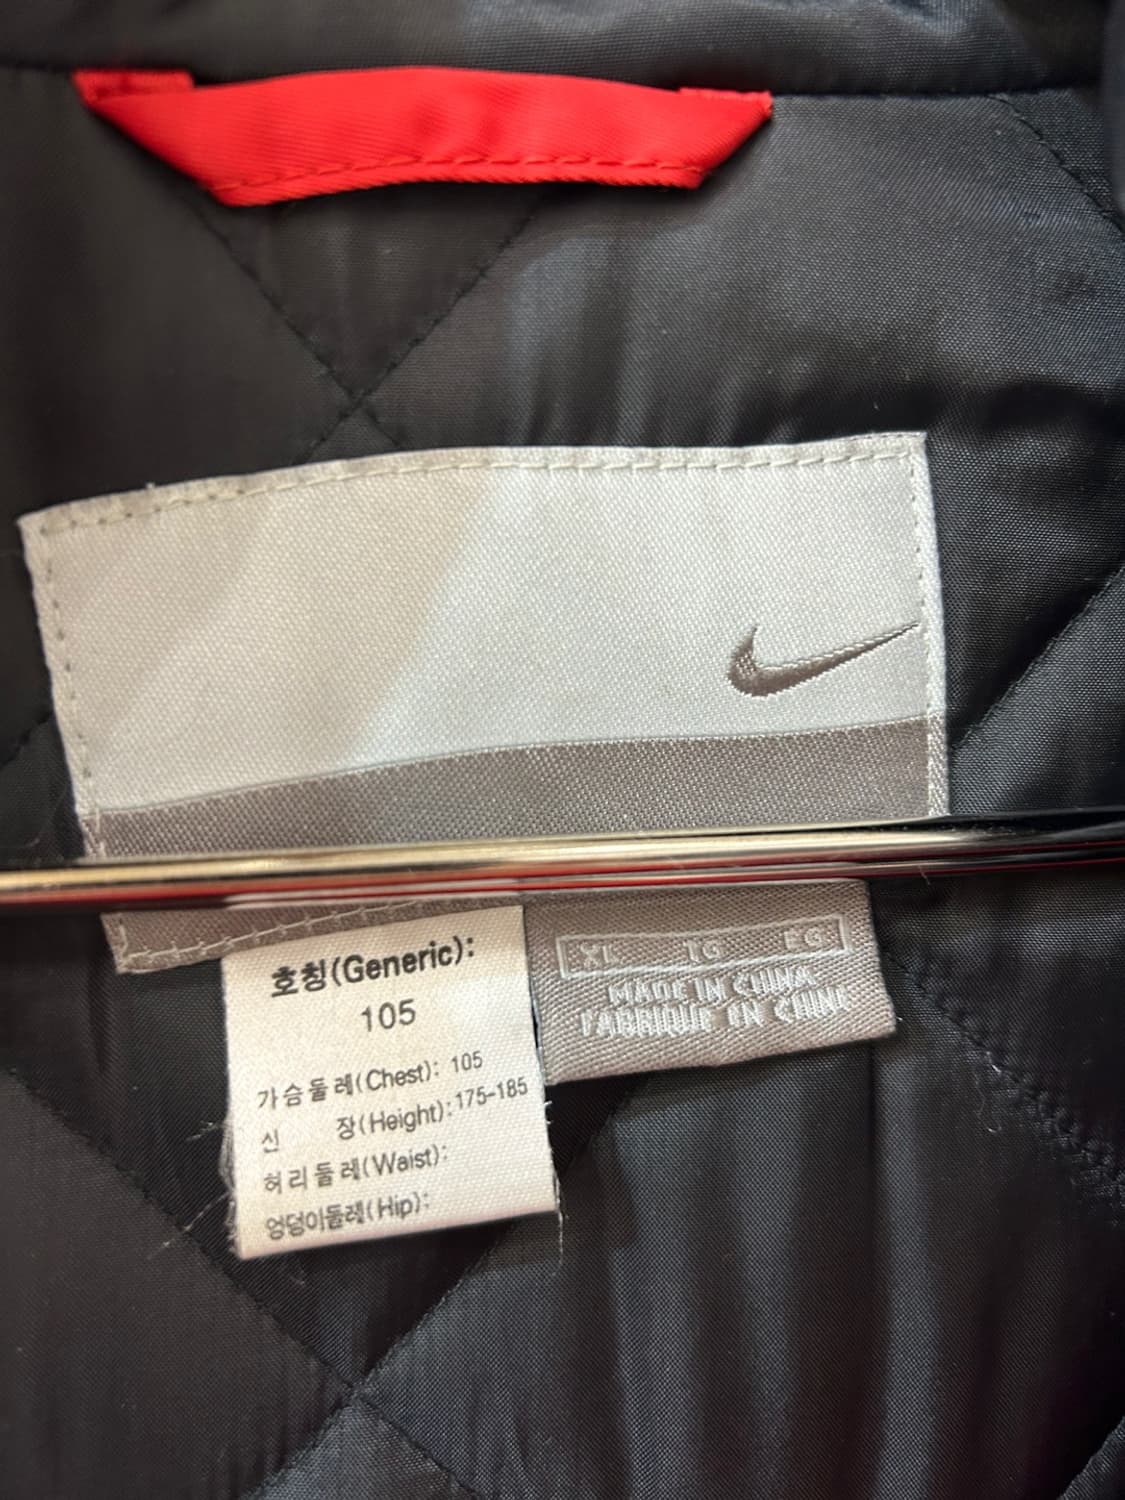 호칭(Generic):
105
가슴둘레(Chest): 105
신 장(Height): 175-185
허리둘레(Waist):
엉덩이둘레(Hip):
XL TG EG
MADE IN CHINA
FABRIQUE EN CHINE